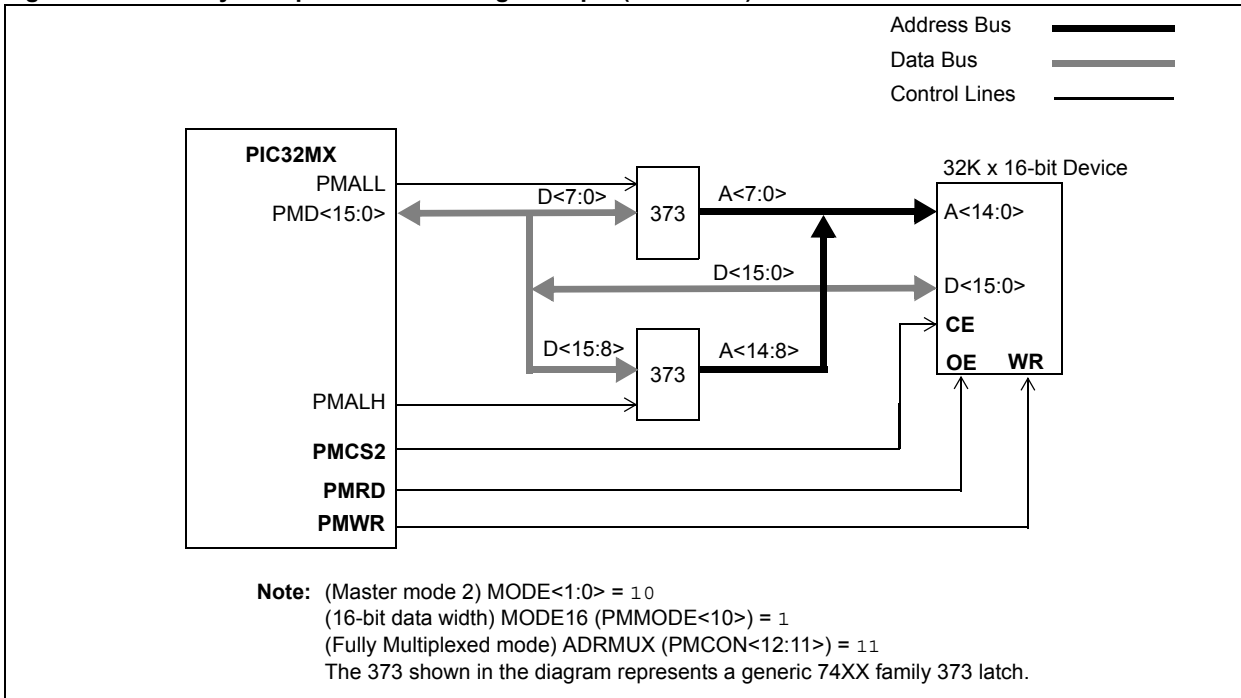 Address Bus
Data Bus
Control Lines
PIC32MX
PMALL
PMD<15:0>
D<7:0>
373
A<7:0>
32K x 16-bit Device
A<14:0>
D<15:0>
D<15:0>
CE
OE WR
D<15:8>
373
A<14:8>
PMALH
PMCS2
PMRD
PMWR
Note: (Master mode 2) MODE<1:0> = 10
(16-bit data width) MODE16 (PMMODE<10>) = 1
(Fully Multiplexed mode) ADRMUX (PMCON<12:11>) = 11
The 373 shown in the diagram represents a generic 74XX family 373 latch.